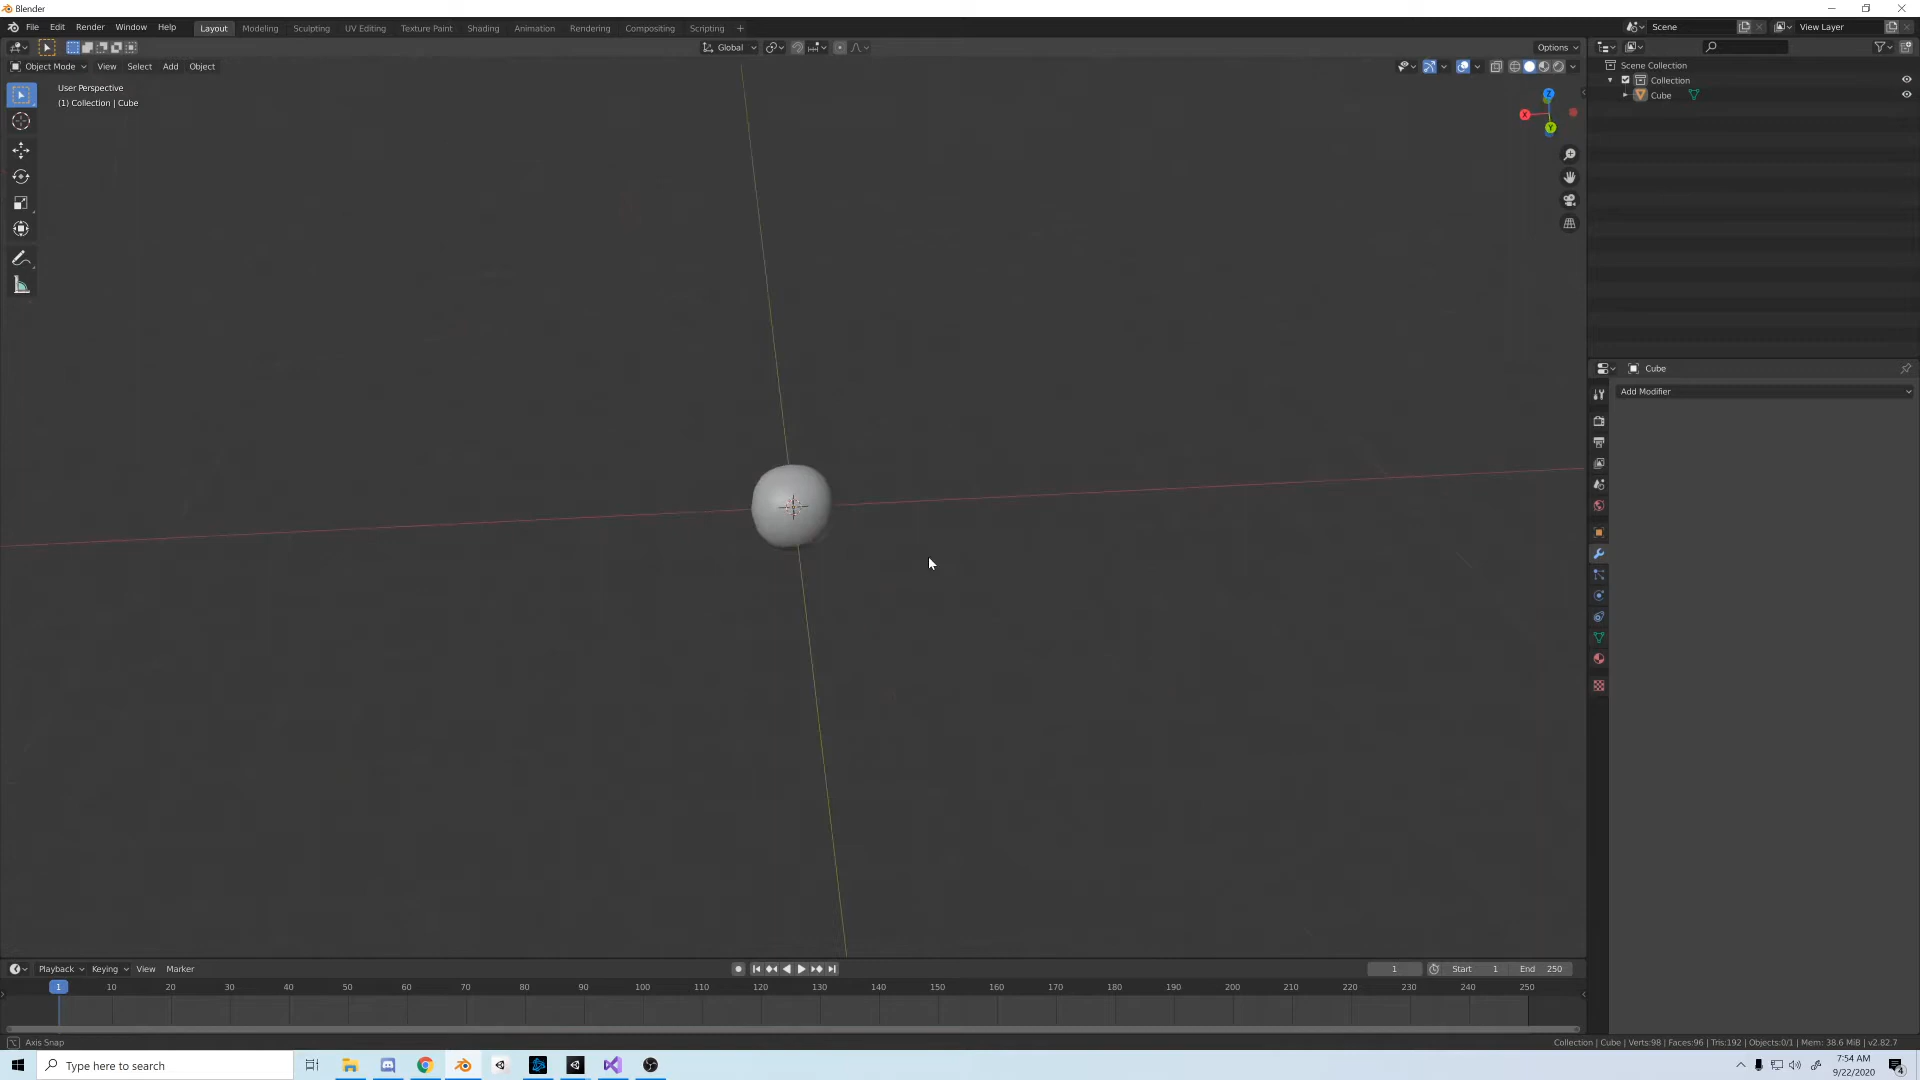 Blender
File Edit Render Window Help
Layout Modeling Sculpting UV Editing Texture Paint Shading Animation Rendering Compositing Scripting +
Scene
View Layer
Global
Options
Object Mode View Select Add Object
User Perspective
(1) Collection | Cube
Z
X
Y
Scene Collection
Collection
Cube
Cube
Add Modifier
Playback Keying View Marker
1
Start 1
End 250
1 10 20 30 40 50 60 70 80 90 100 110 120 130 140 150 160 170 180 190 200 210 220 230 240 250
Axis Snap
Collection | Cube | Verts:98 | Faces:96 | Tris:192 | Objects:0/1 | Mem: 38.6 MiB | v2.82.7
Type here to search
7:54 AM
9/22/2020
4